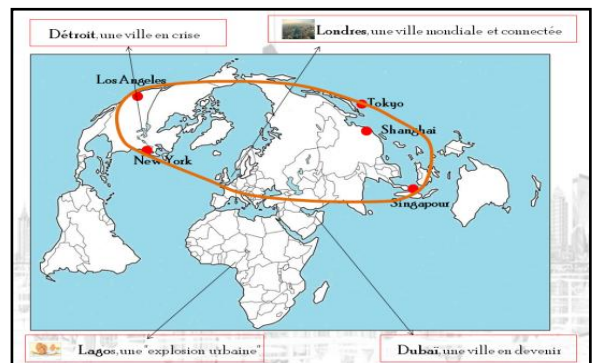 Détroit, une ville en crise
Londres, une ville mondiale et connectée
Los Angeles
Tokyo
Shanghai
New York
Singapour
Lagos, une "explosion urbaine"
Dubaï, une ville en devenir